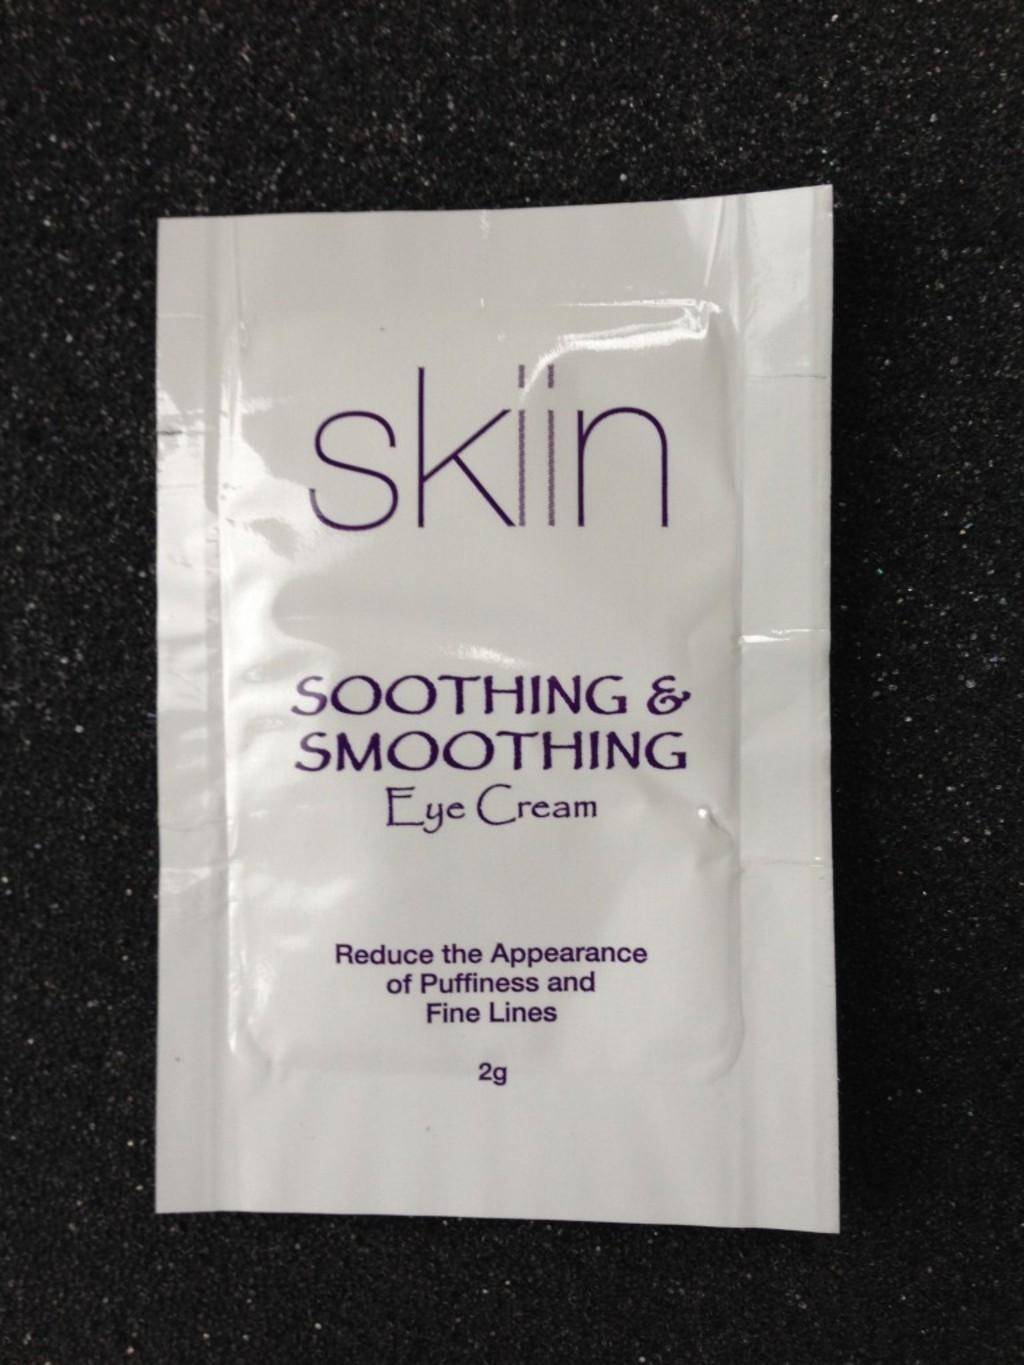 skiin
SOOTHING &
SMOOTHING
Eye Cream
Reduce the Appearance
of Puffiness and
Fine Lines
2g